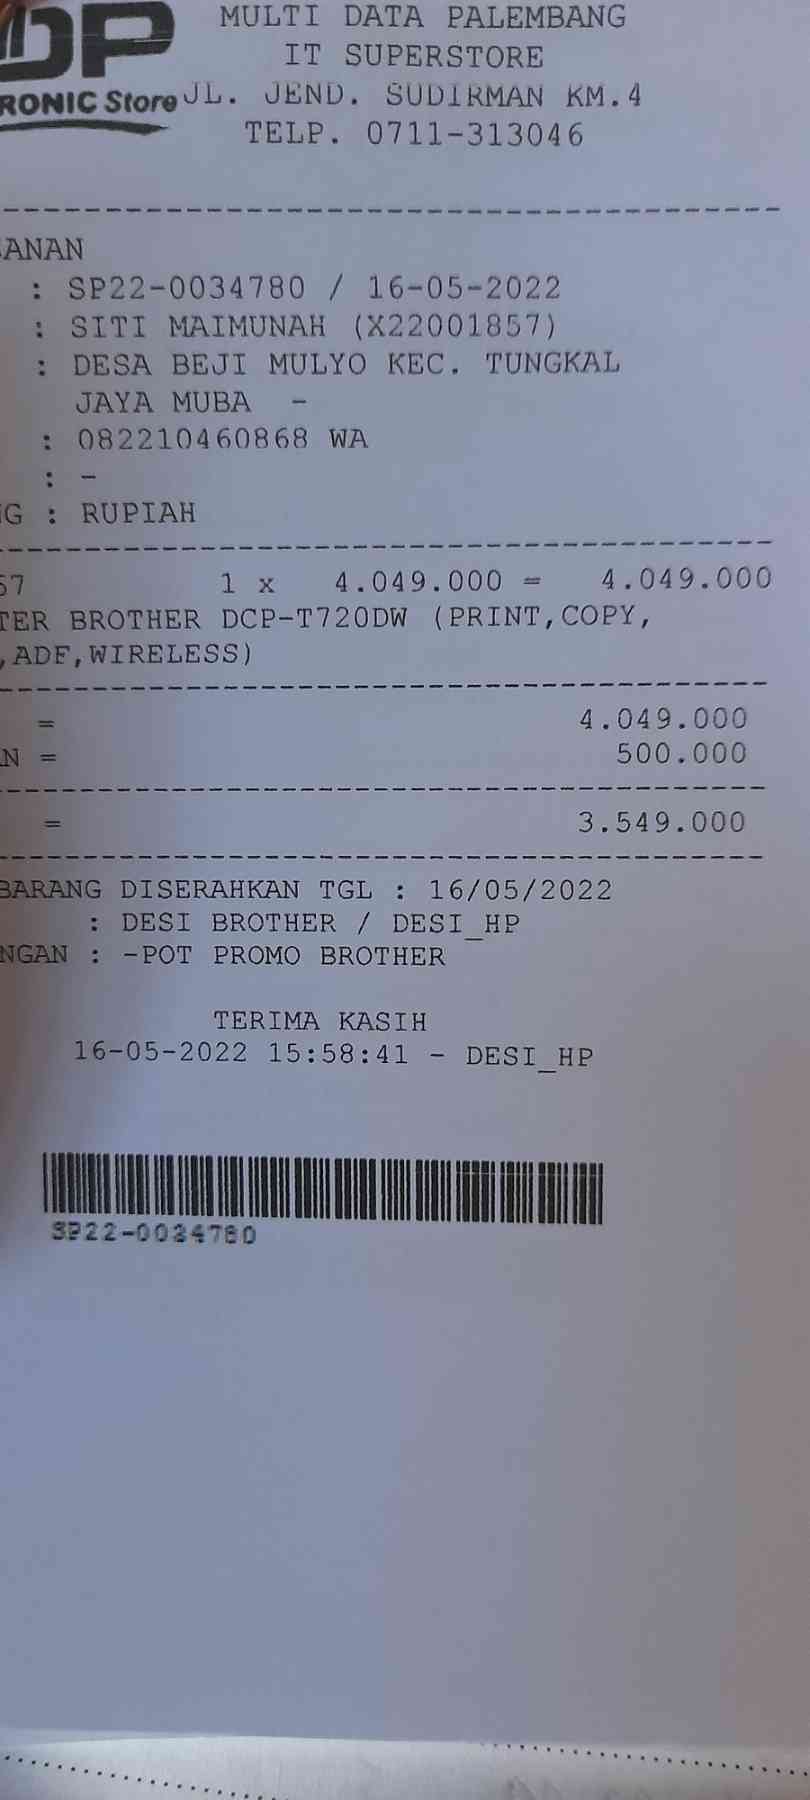 DP
RONIC Store
MULTI DATA PALEMBANG
IT SUPERSTORE
JL. JEND. SUDIRMAN KM.4
TELP. 0711-313046
ANAN
: SP22-0034780 / 16-05-2022
: SITI MAIMUNAH (X22001857)
: DESA BEJI MULYO KEC. TUNGKAL
JAYA MUBA -
: 082210460868 WA
: -
G : RUPIAH
57 1 x 4.049.000 = 4.049.000
TER BROTHER DCP-T720DW (PRINT,COPY,
,ADF,WIRELESS)
= 4.049.000
N = 500.000
= 3.549.000
BARANG DISERAHKAN TGL : 16/05/2022
: DESI BROTHER / DESI_HP
NGAN : -POT PROMO BROTHER
TERIMA KASIH
16-05-2022 15:58:41 - DESI_HP
SP22-0034780